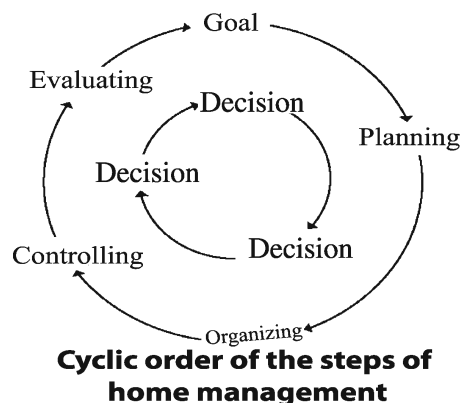 Goal
Evaluating
Decision
Planning
Decision
Decision
Controlling
Organizing
Cyclic order of the steps of
home management